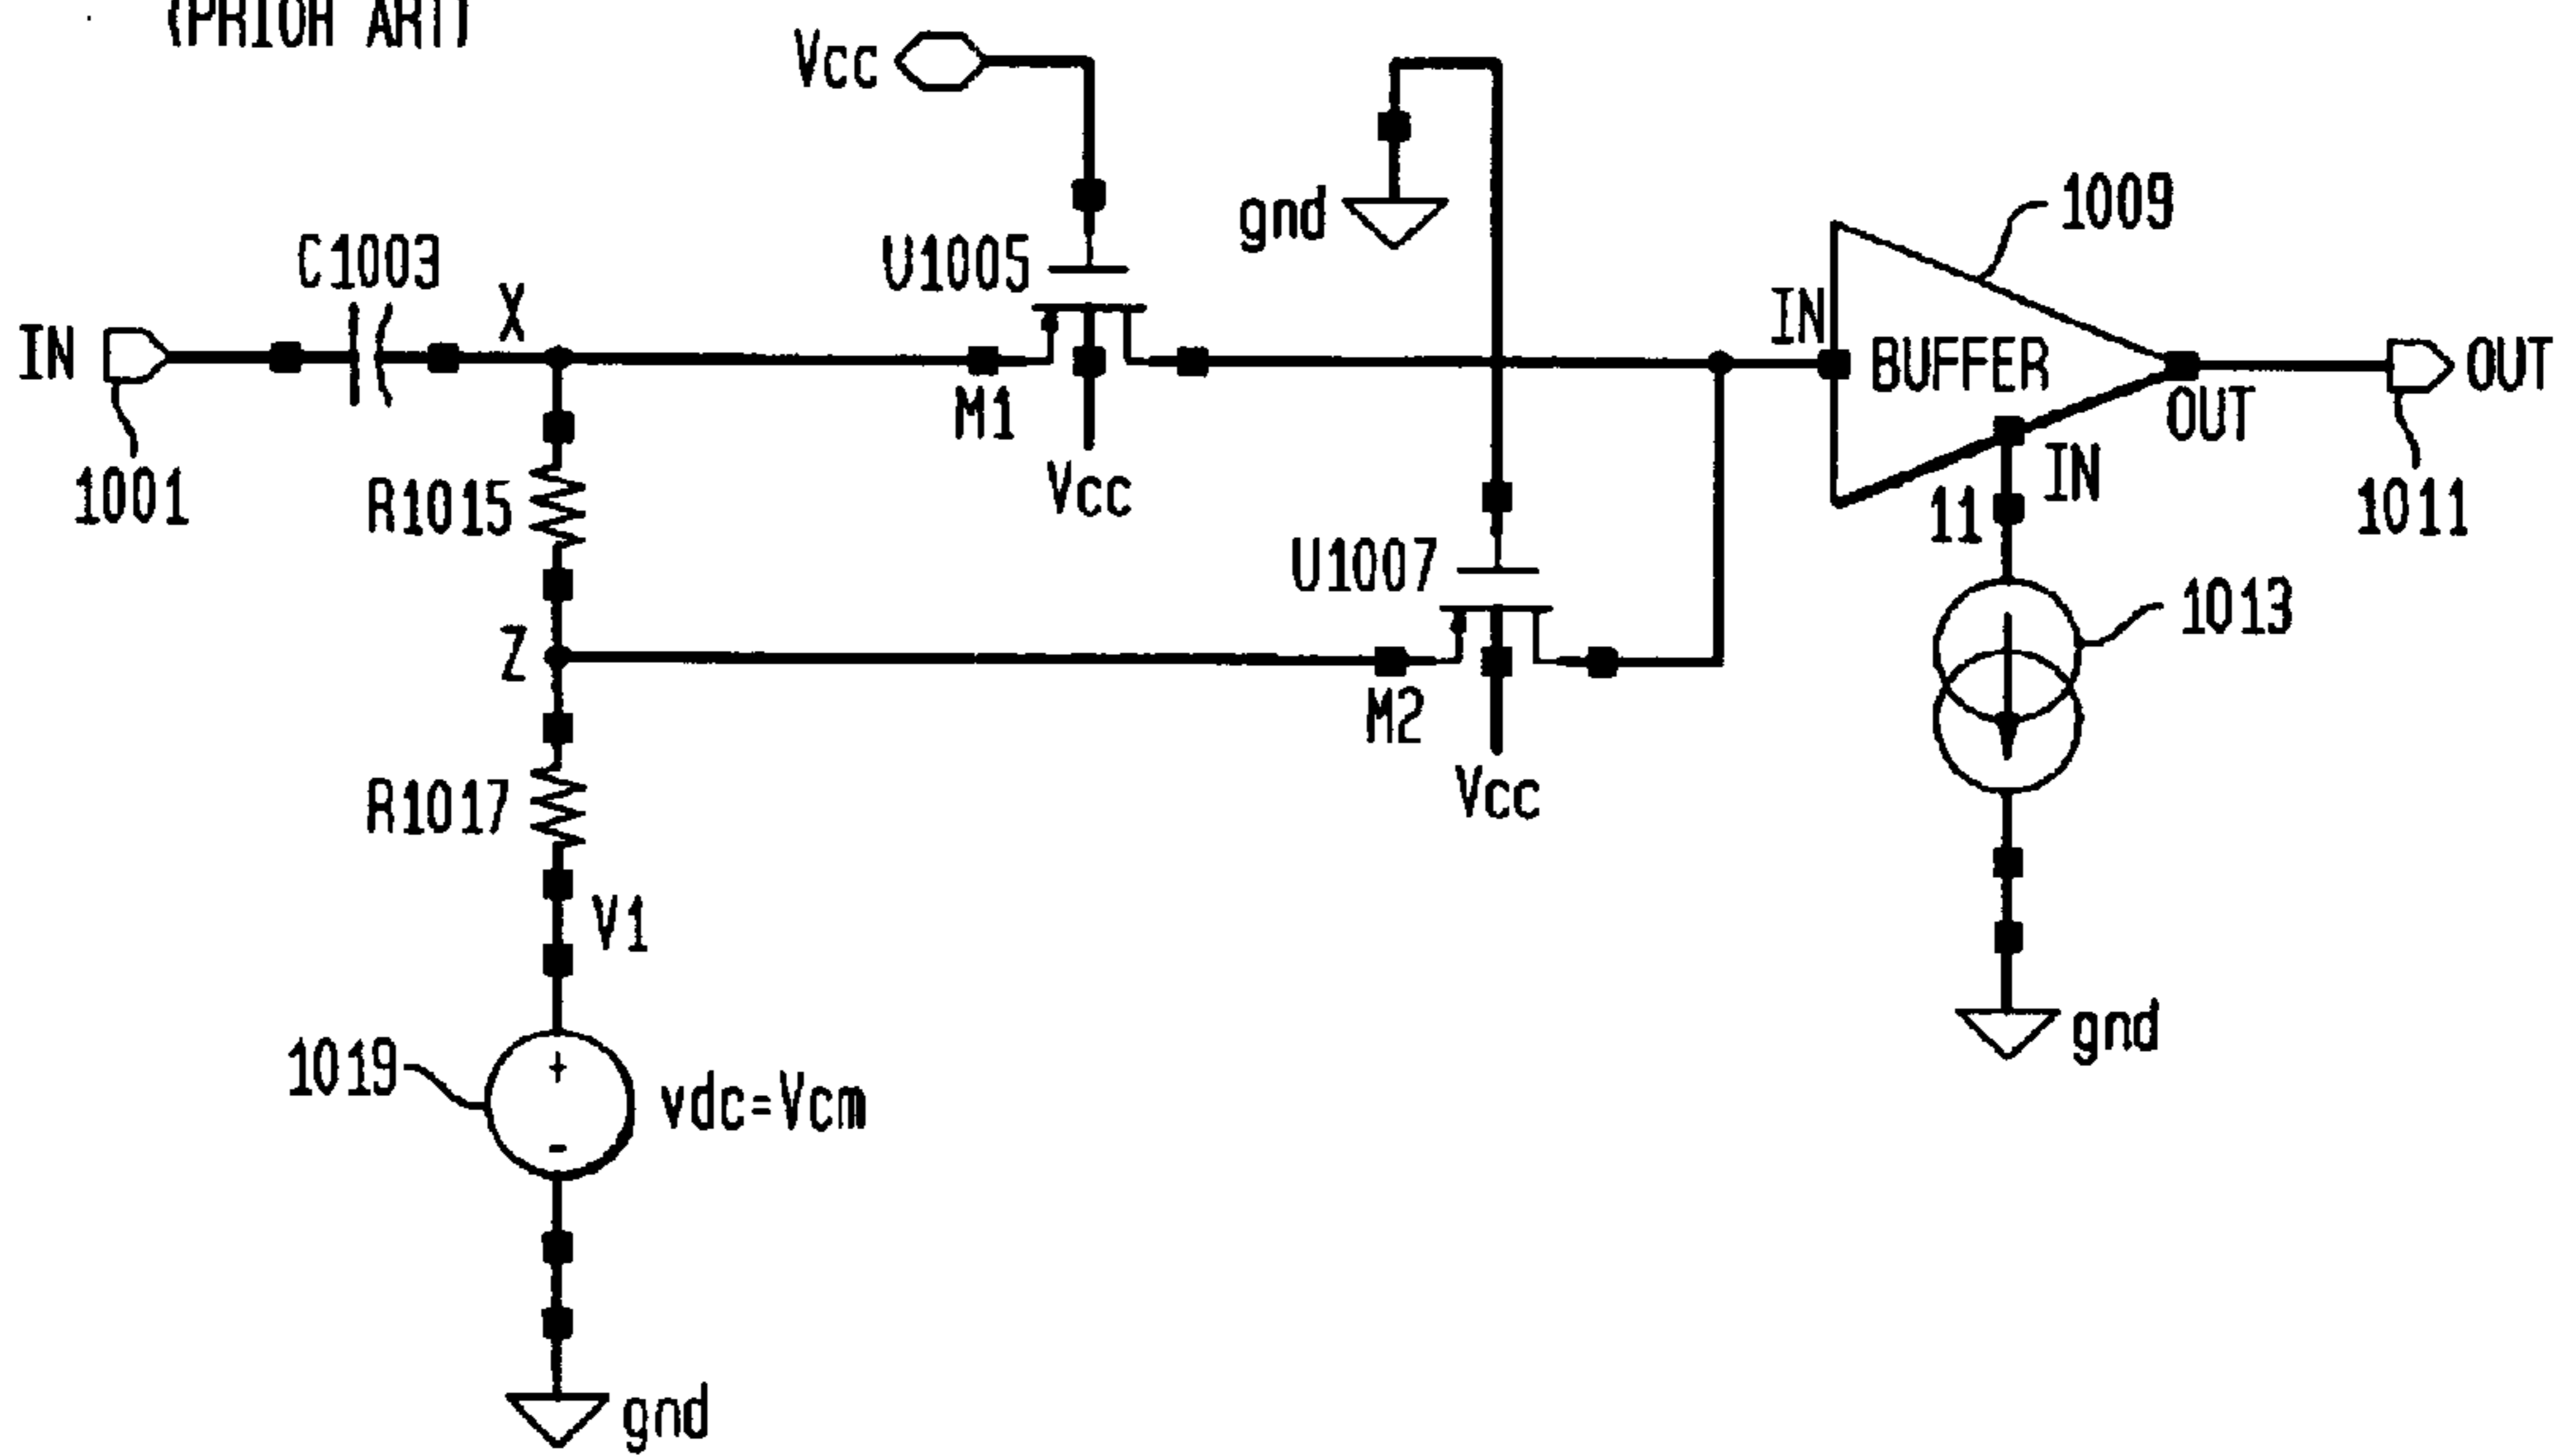 (PRIOR ART)
Vcc
gnd
1009
C1003
X
U1005
IN
IN
BUFFER
OUT
OUT
M1
Vcc
1001
R1015
IN
11
1011
U1007
1013
Z
M2
Vcc
R1017
V1
1019
+
-
vdc=Vcm
gnd
gnd